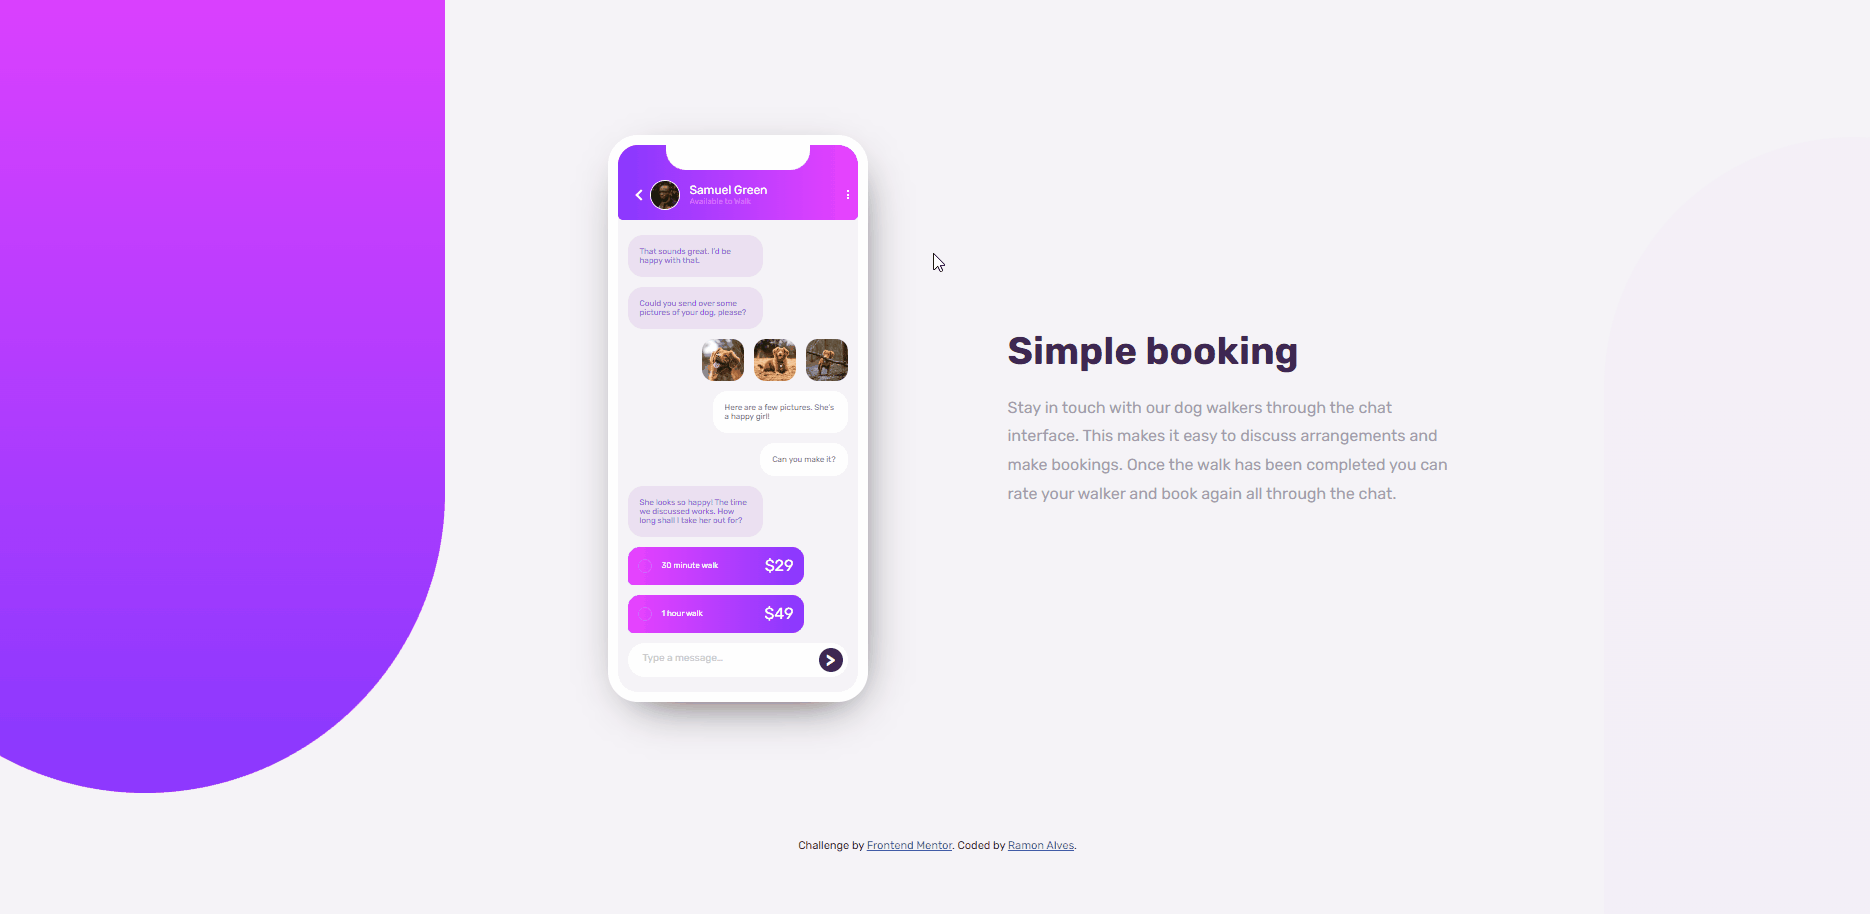 Samuel Green
Available to Walk
That sounds great. I'd be
happy with that.
Could you send over some
pictures of your dog, please?
Here are a few pictures. She's
a happy girl!
Can you make it?
She looks so happy! The time
we discussed works. How
long shall I take her out for?
30 minute walk $29
1 hour walk $49
Type a message...
Simple booking
Stay in touch with our dog walkers through the chat
interface. This makes it easy to discuss arrangements and
make bookings. Once the walk has been completed you can
rate your walker and book again all through the chat.
Challenge by Frontend Mentor. Coded by Ramon Alves.